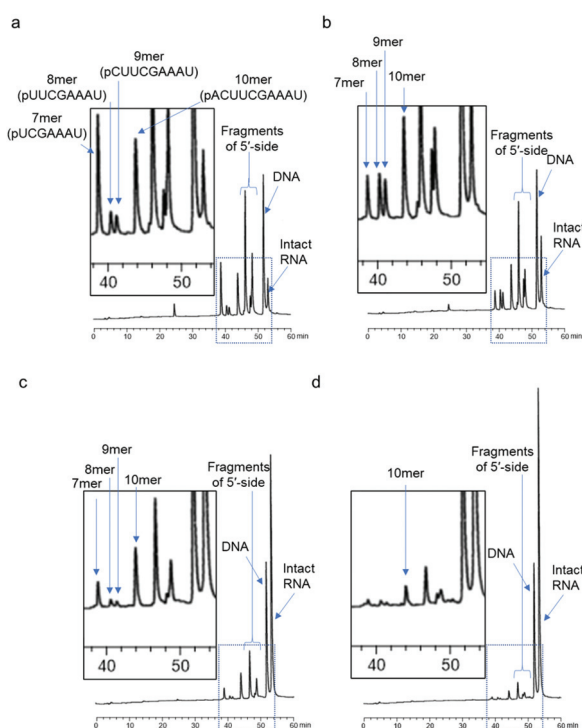 a
9mer
(pCUUCGAAAU)
8mer
(pUUCGAAAU)
10mer
(pACUUCGAAAU)
7mer
(pUCGAAAU)
Fragments
of 5′-side
DNA
Intact
RNA
40 50
0 10 20 30 40 50 60 min
b
9mer
8mer
7mer
10mer
Fragments
of 5′-side
DNA
Intact
RNA
40 50
0 10 20 30 40 50 60 min
c
9mer
8mer
7mer
10mer
Fragments
of 5′-side
DNA
Intact
RNA
40 50
0 10 20 30 40 50 60 min
d
10mer
Fragments
of 5′-side
DNA
Intact
RNA
40 50
0 10 20 30 40 50 60 min